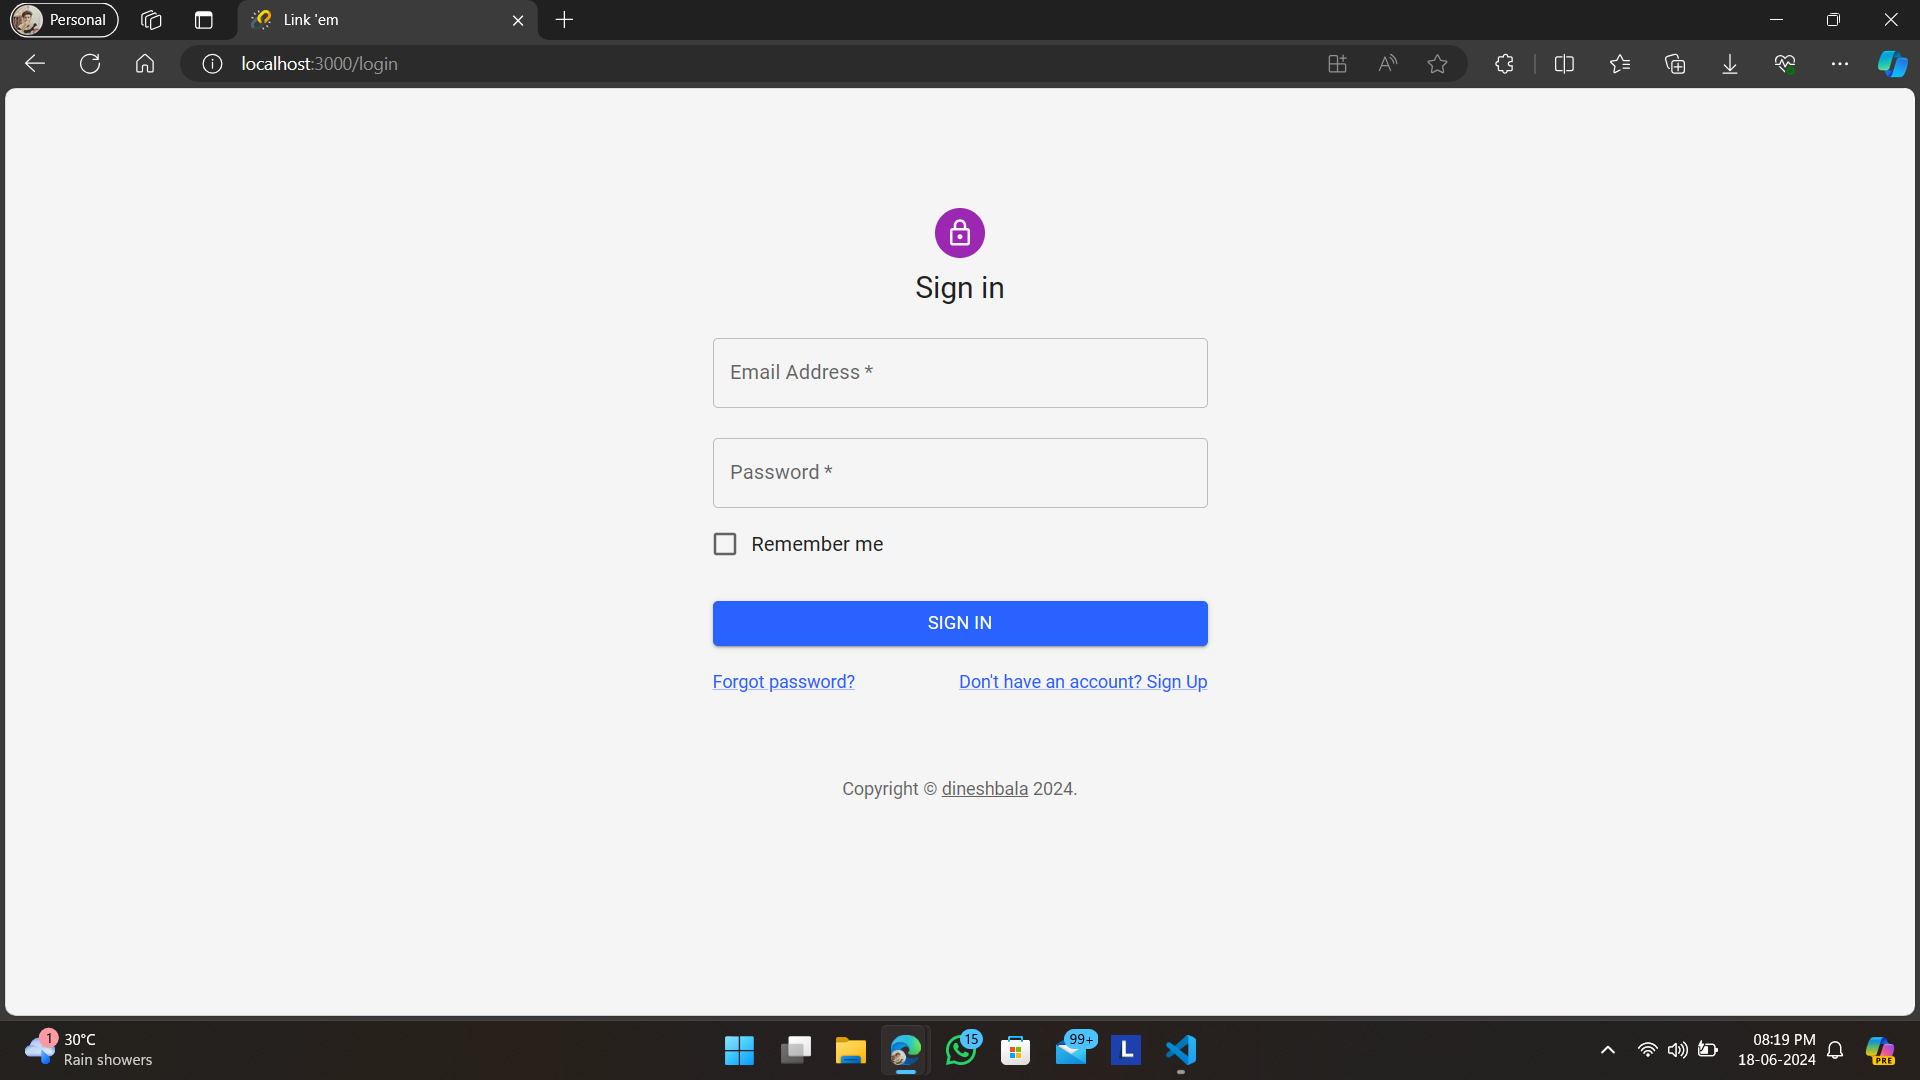 Personal
Link 'em
localhost:3000/login
Sign in
Email Address *
Password *
Remember me
SIGN IN
Forgot password?
Don't have an account? Sign Up
Copyright © dineshbala 2024.
1
30°C
Rain showers
15
99+
L
08:19 PM
18-06-2024
PRE